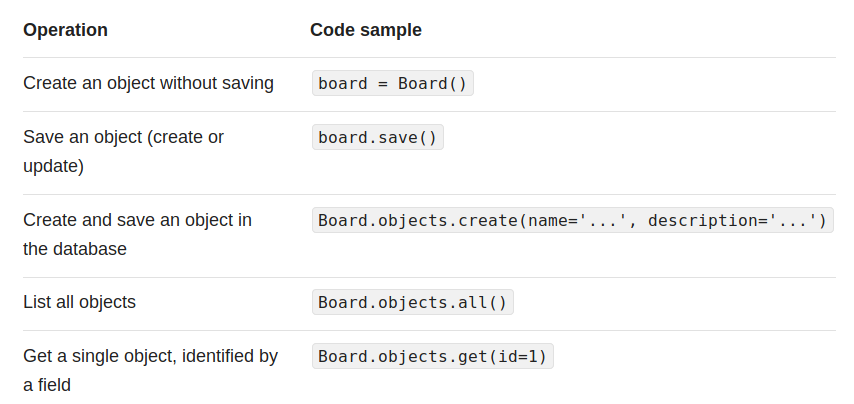 Operation Code sample
Create an object without saving board = Board()
Save an object (create or board.save()
update)
Create and save an object in Board.objects.create(name='...', description='...')
the database
List all objects Board.objects.all()
Get a single object, identified by Board.objects.get(id=1)
a field